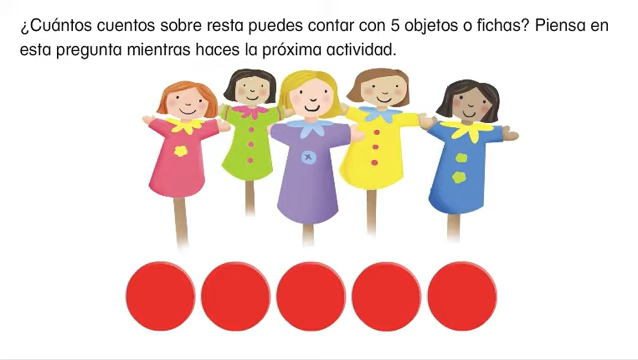 ¿Cuántos cuentos sobre resta puedes contar con 5 objetos o fichas? Piensa en
esta pregunta mientras haces la próxima actividad.